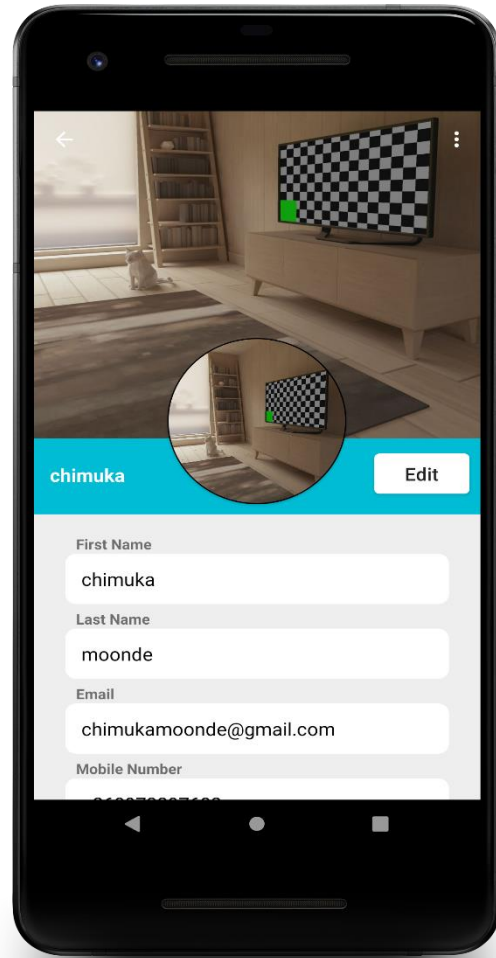 chimuka
Edit
First Name
chimuka
Last Name
moonde
Email
chimukamoonde@gmail.com
Mobile Number